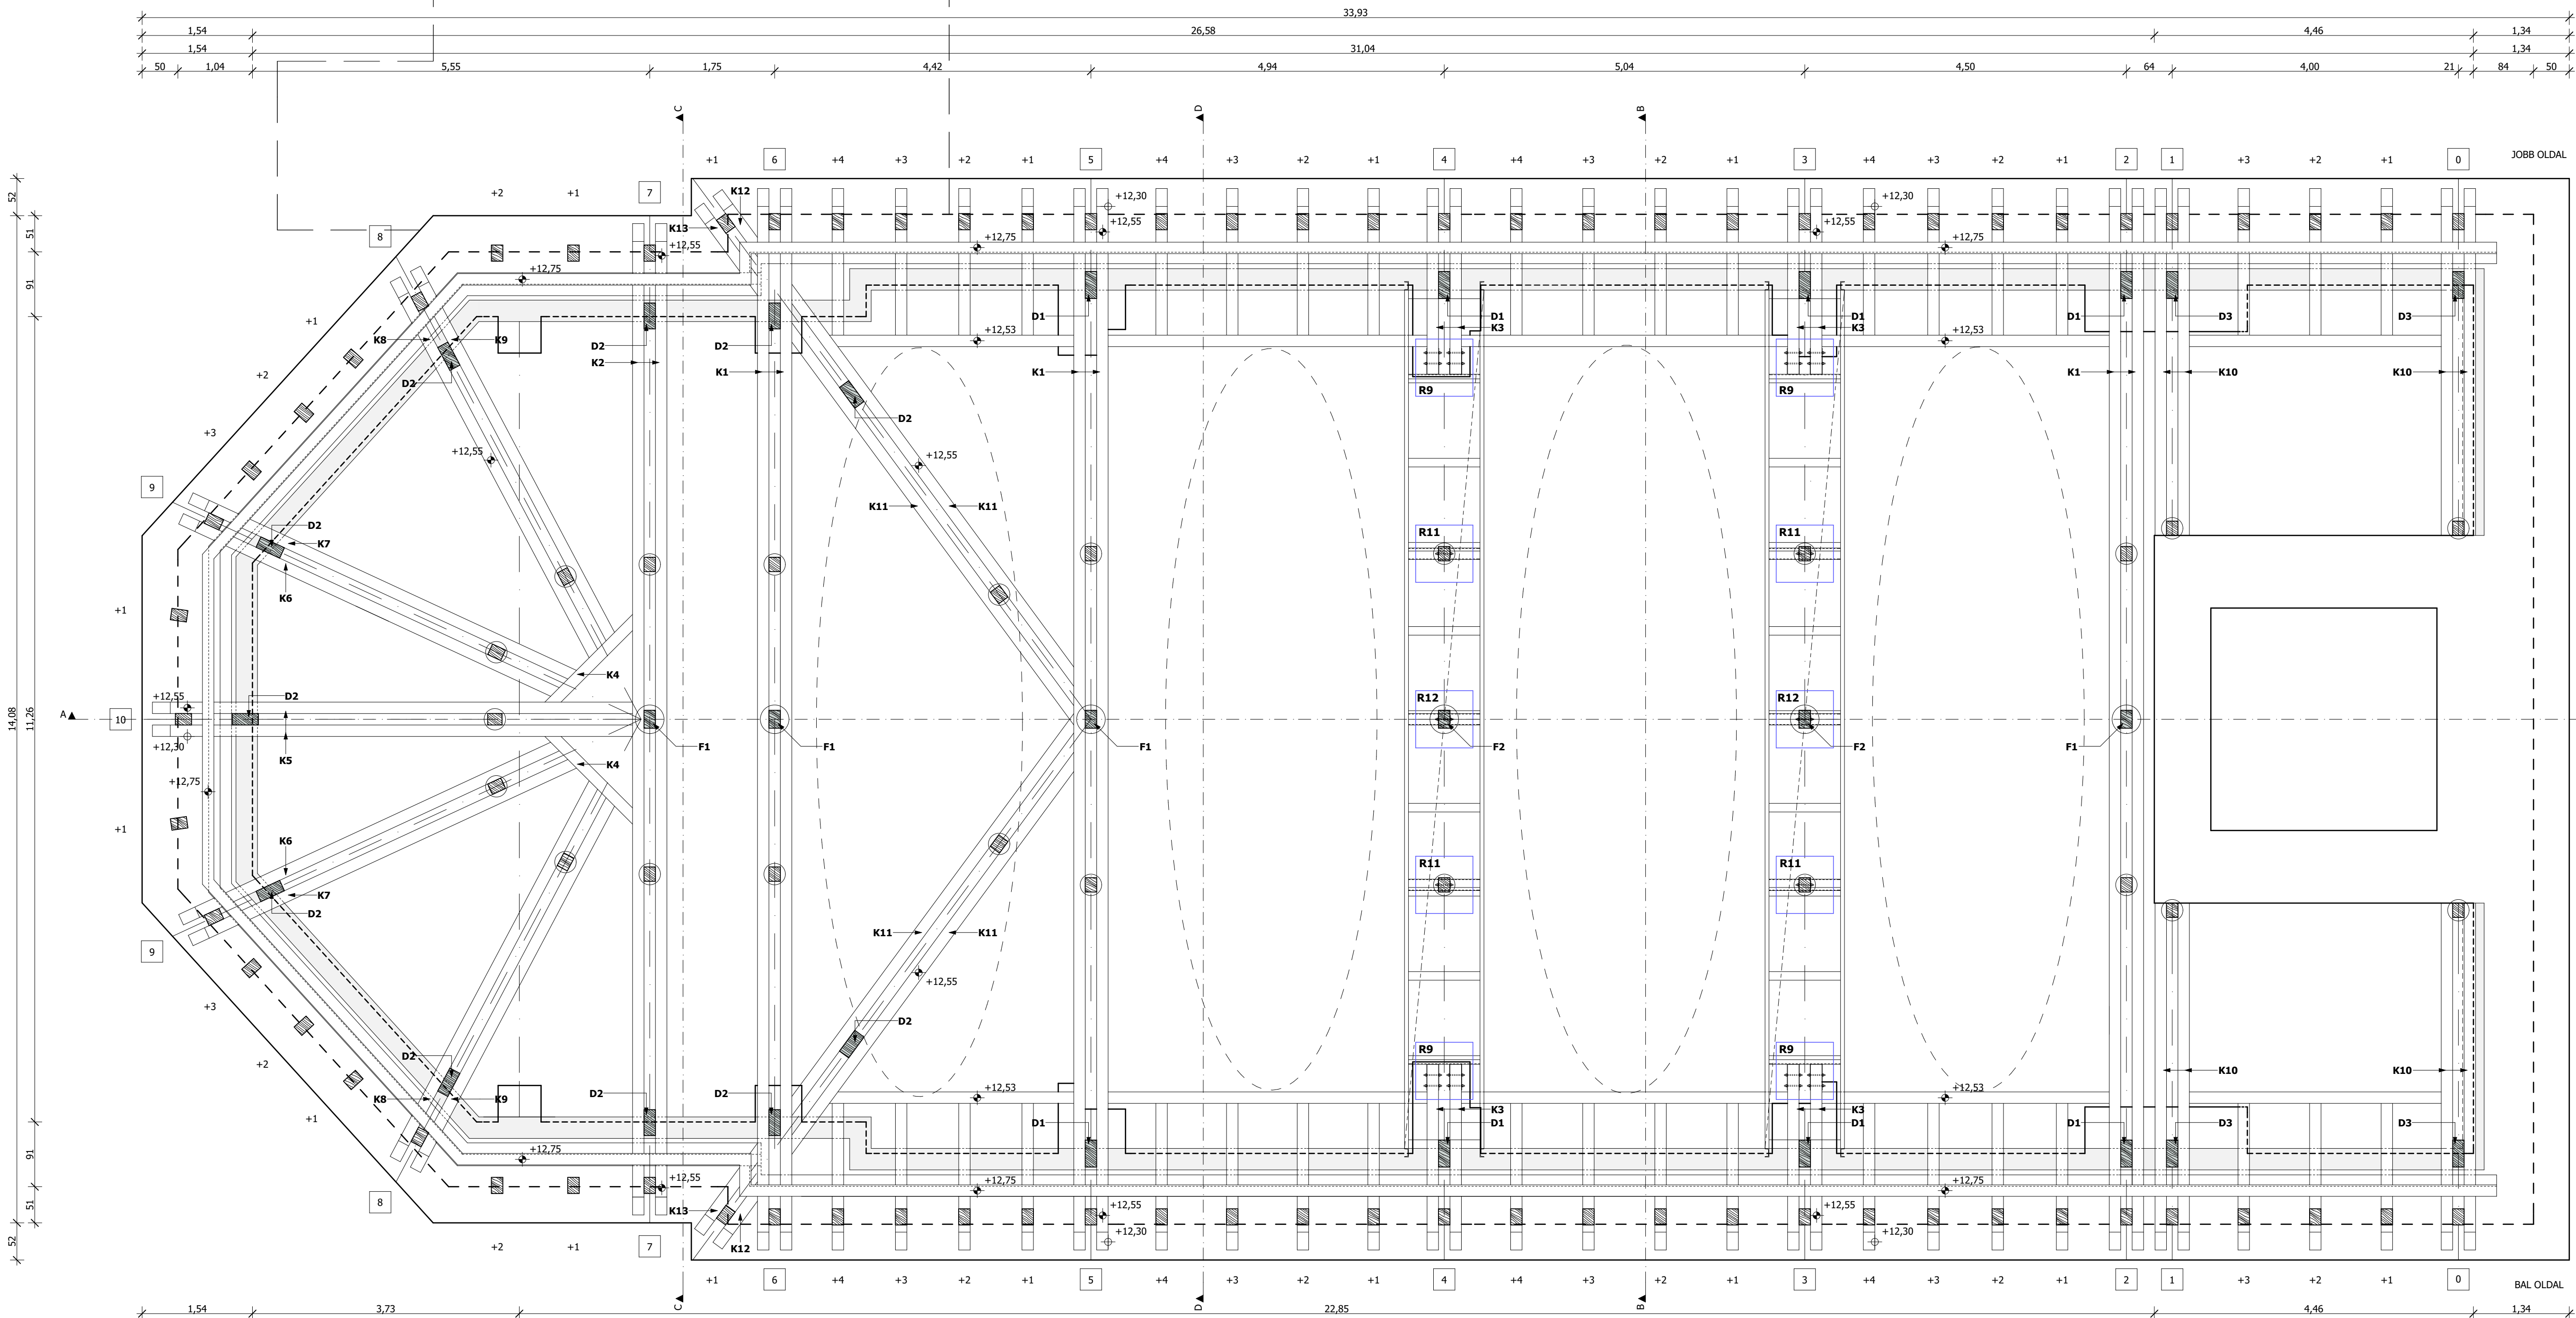 33,93
1,54 26,58 4,46 1,34
1,54 31,04 1,34
50 1,04 5,55 1,75 4,42 4,94 5,04 4,50 64 4,00 21 84 50
C D B
+1 6 +4 +3 +2 +1 5 +4 +3 +2 +1 4 +4 +3 +2 +1 3 +4 +3 +2 +1 2 1 +3 +2 +1 0 JOBB OLDAL
+2 +1 7 K12 +12,30 +12,30
52
51
91
8 K13 +12,55 +12,55 +12,55
+12,75 +12,75 +12,75
+1 D1 D1 D1 D1 D3 D3
K3 K3
K8 K9 D2 D2 +12,53 +12,53
K2 K1 K1 K1 K10 K10
+2 D2 R9 R9
D2
+3 +12,55 +12,55
9 K11 K11
D2 R11 R11
K7
K6
+1
K4
+12,55 D2 R12 R12
A 10
+12,30 F1 F1 F1 F2 F2 F1
K5 K4
14,08
11,26
+12,75
+1
K6 R11 R11
K7
D2
K11 K11
9
+12,55
+3
D2
+2 D2 R9 R9
K10 K10
K8 K9 D2 D2 +12,53 +12,53
K3 K3
+1 D1 D1 D1 D1 D3 D3
91
+12,75 +12,75 +12,75
8 +12,55 +12,55 +12,55
51
K13
+12,30 +12,30
52
+2 +1 7 K12
+1 6 +4 +3 +2 +1 5 +4 +3 +2 +1 4 +4 +3 +2 +1 3 +4 +3 +2 +1 2 1 +3 +2 +1 0 BAL OLDAL
C D B
1,54 3,73 22,85 4,46 1,34